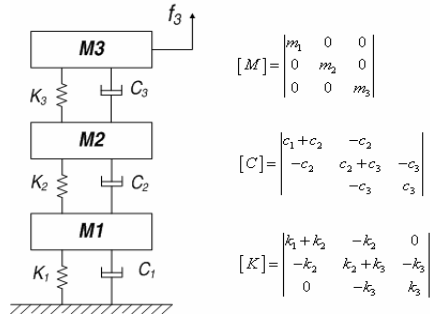 f3
M3
K3
C3
M2
K2
C2
M1
K1
C1
[M]=
m1 0 0
0 m2 0
0 0 m3
[C]=
c1+c2 -c2
-c2 c2+c3 -c3
-c3 c3
[K]=
k1+k2 -k2 0
-k2 k2+k3 -k3
0 -k3 k3